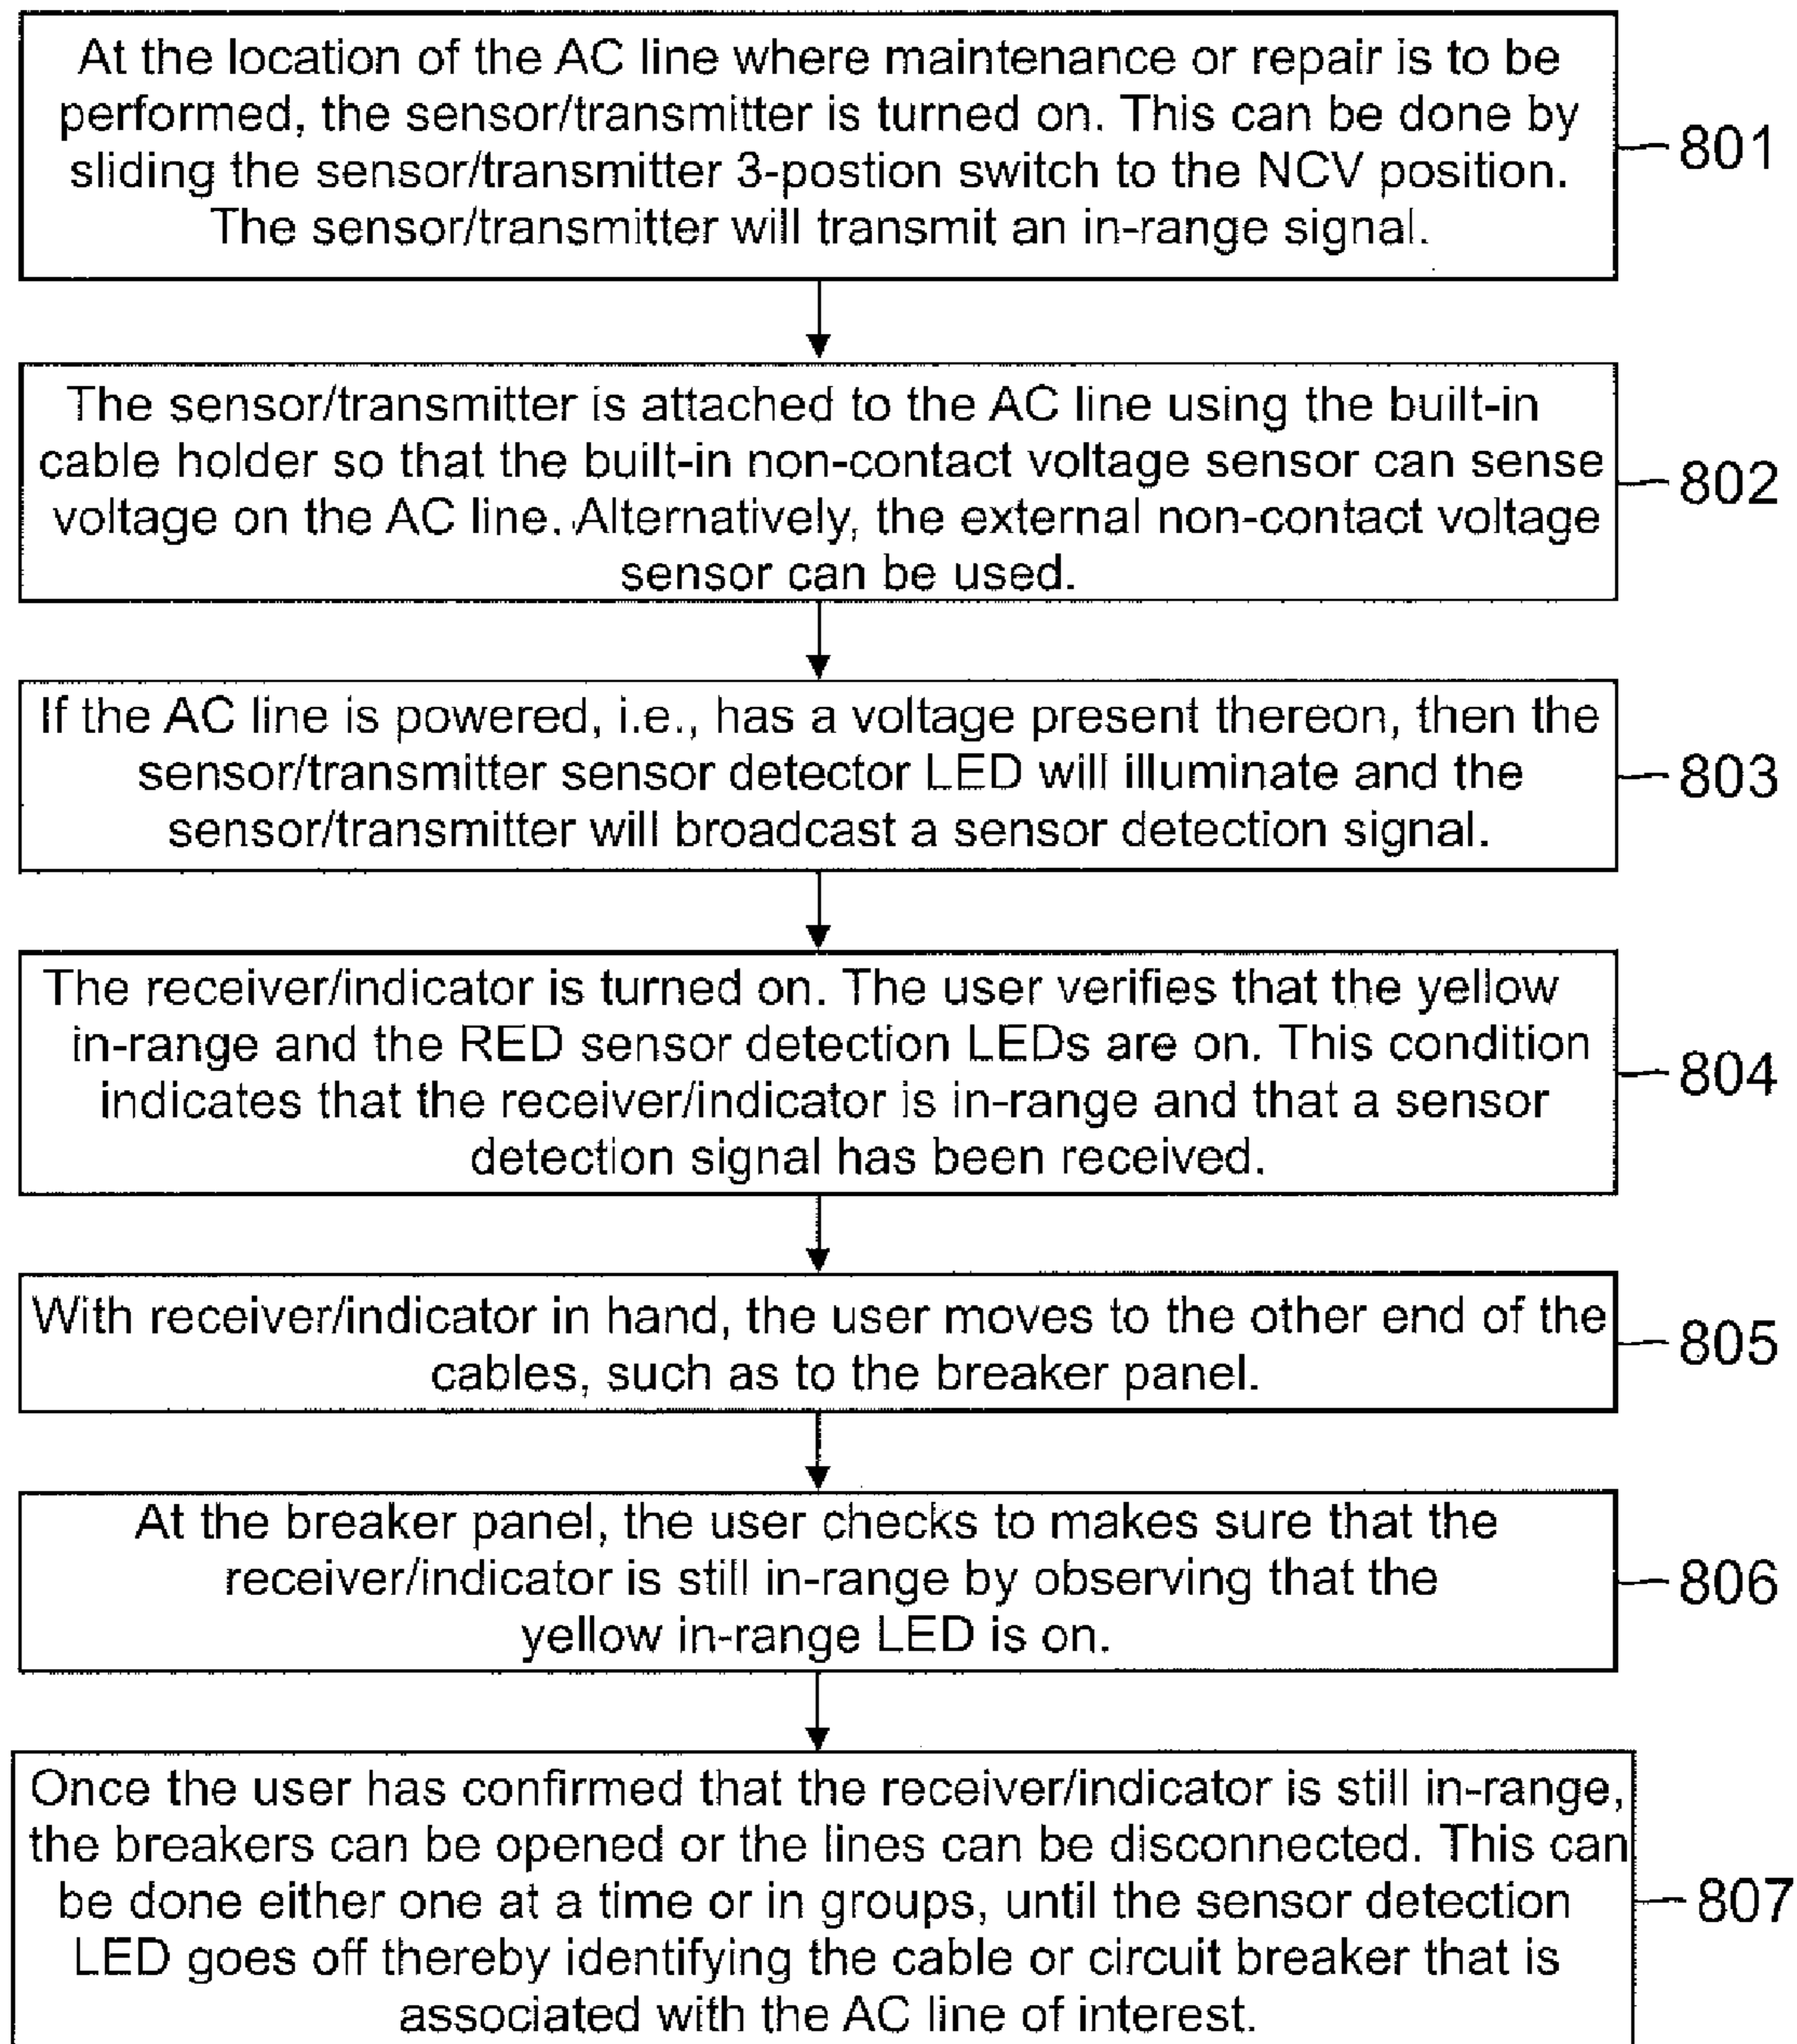 At the location of the AC line where maintenance or repair is to be
performed, the sensor/transmitter is turned on. This can be done by
sliding the sensor/transmitter 3-postion switch to the NCV position.
The sensor/transmitter will transmit an in-range signal.
801
The sensor/transmitter is attached to the AC line using the built-in
cable holder so that the built-in non-contact voltage sensor can sense
voltage on the AC line. Alternatively, the external non-contact voltage
sensor can be used.
802
If the AC line is powered, i.e., has a voltage present thereon, then the
sensor/transmitter sensor detector LED will illuminate and the
sensor/transmitter will broadcast a sensor detection signal.
803
The receiver/indicator is turned on. The user verifies that the yellow
in-range and the RED sensor detection LEDs are on. This condition
indicates that the receiver/indicator is in-range and that a sensor
detection signal has been received.
804
With receiver/indicator in hand, the user moves to the other end of the
cables, such as to the breaker panel.
805
At the breaker panel, the user checks to makes sure that the
receiver/indicator is still in-range by observing that the
yellow in-range LED is on.
806
Once the user has confirmed that the receiver/indicator is still in-range,
the breakers can be opened or the lines can be disconnected. This can
be done either one at a time or in groups, until the sensor detection
LED goes off thereby identifying the cable or circuit breaker that is
associated with the AC line of interest.
807